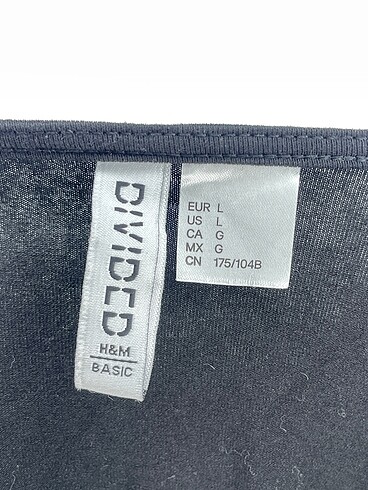 DIVIDED
H&M
BASIC
EUR L
US L
CA G
MX G
CN 175/104B